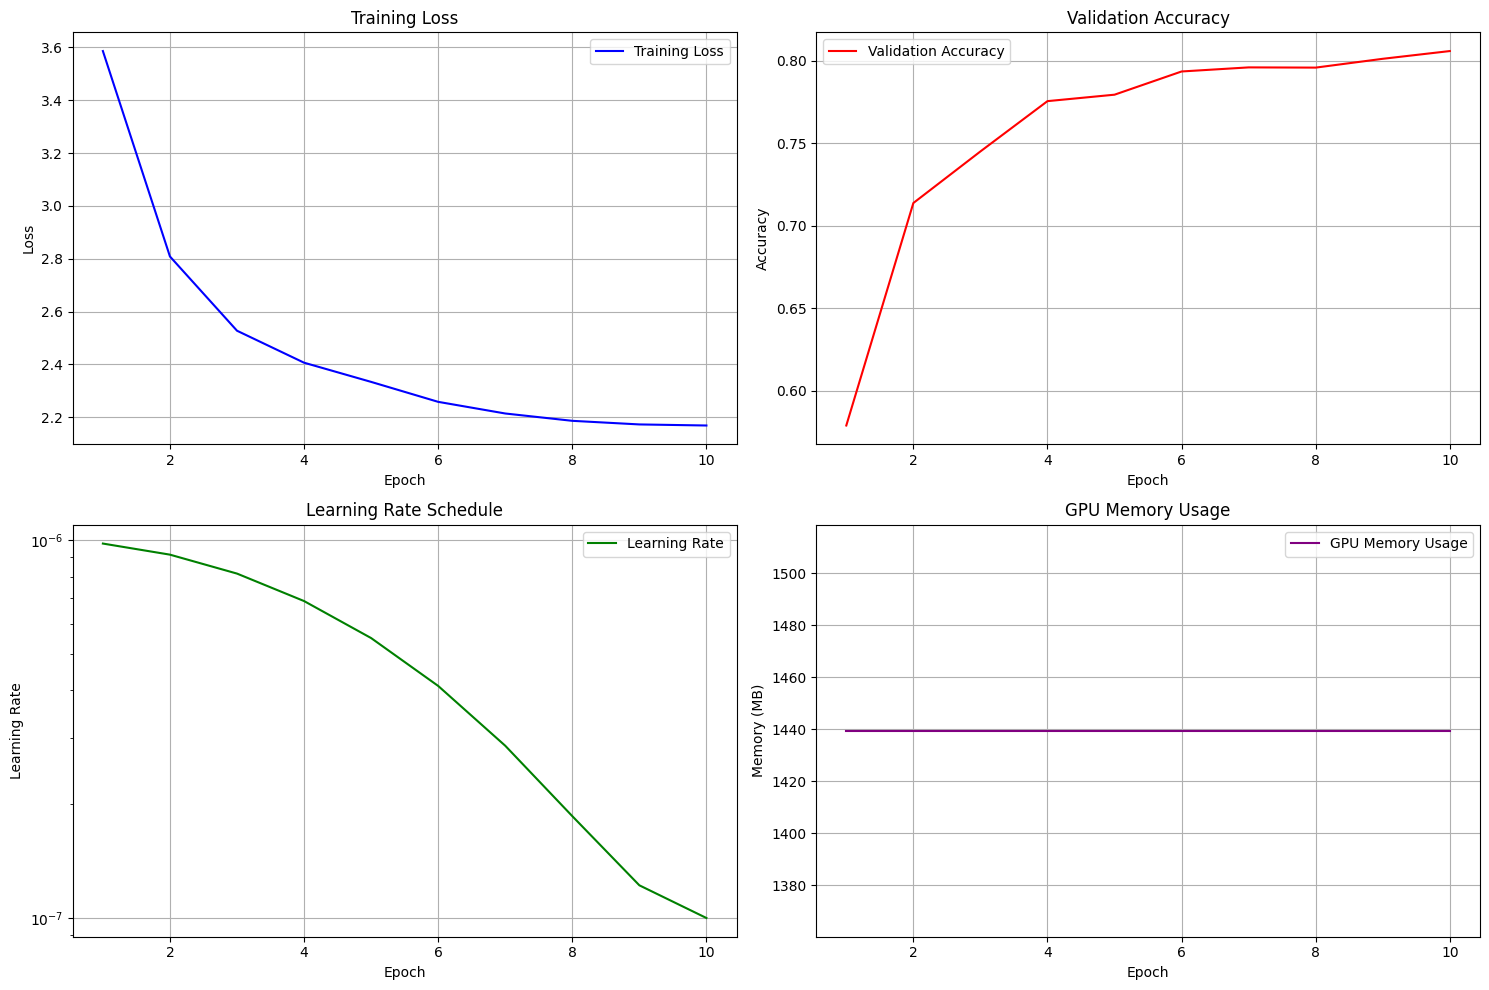 Training Loss
Training Loss
3.6
3.4
3.2
3.0
2.8
2.6
2.4
2.2
Loss
2 4 6 8 10
Epoch
Validation Accuracy
Validation Accuracy
0.80
0.75
0.70
0.65
0.60
Accuracy
2 4 6 8 10
Epoch
Learning Rate Schedule
Learning Rate
10⁻⁶
10⁻⁷
Learning Rate
2 4 6 8 10
Epoch
GPU Memory Usage
GPU Memory Usage
1500
1480
1460
1440
1420
1400
1380
Memory (MB)
2 4 6 8 10
Epoch